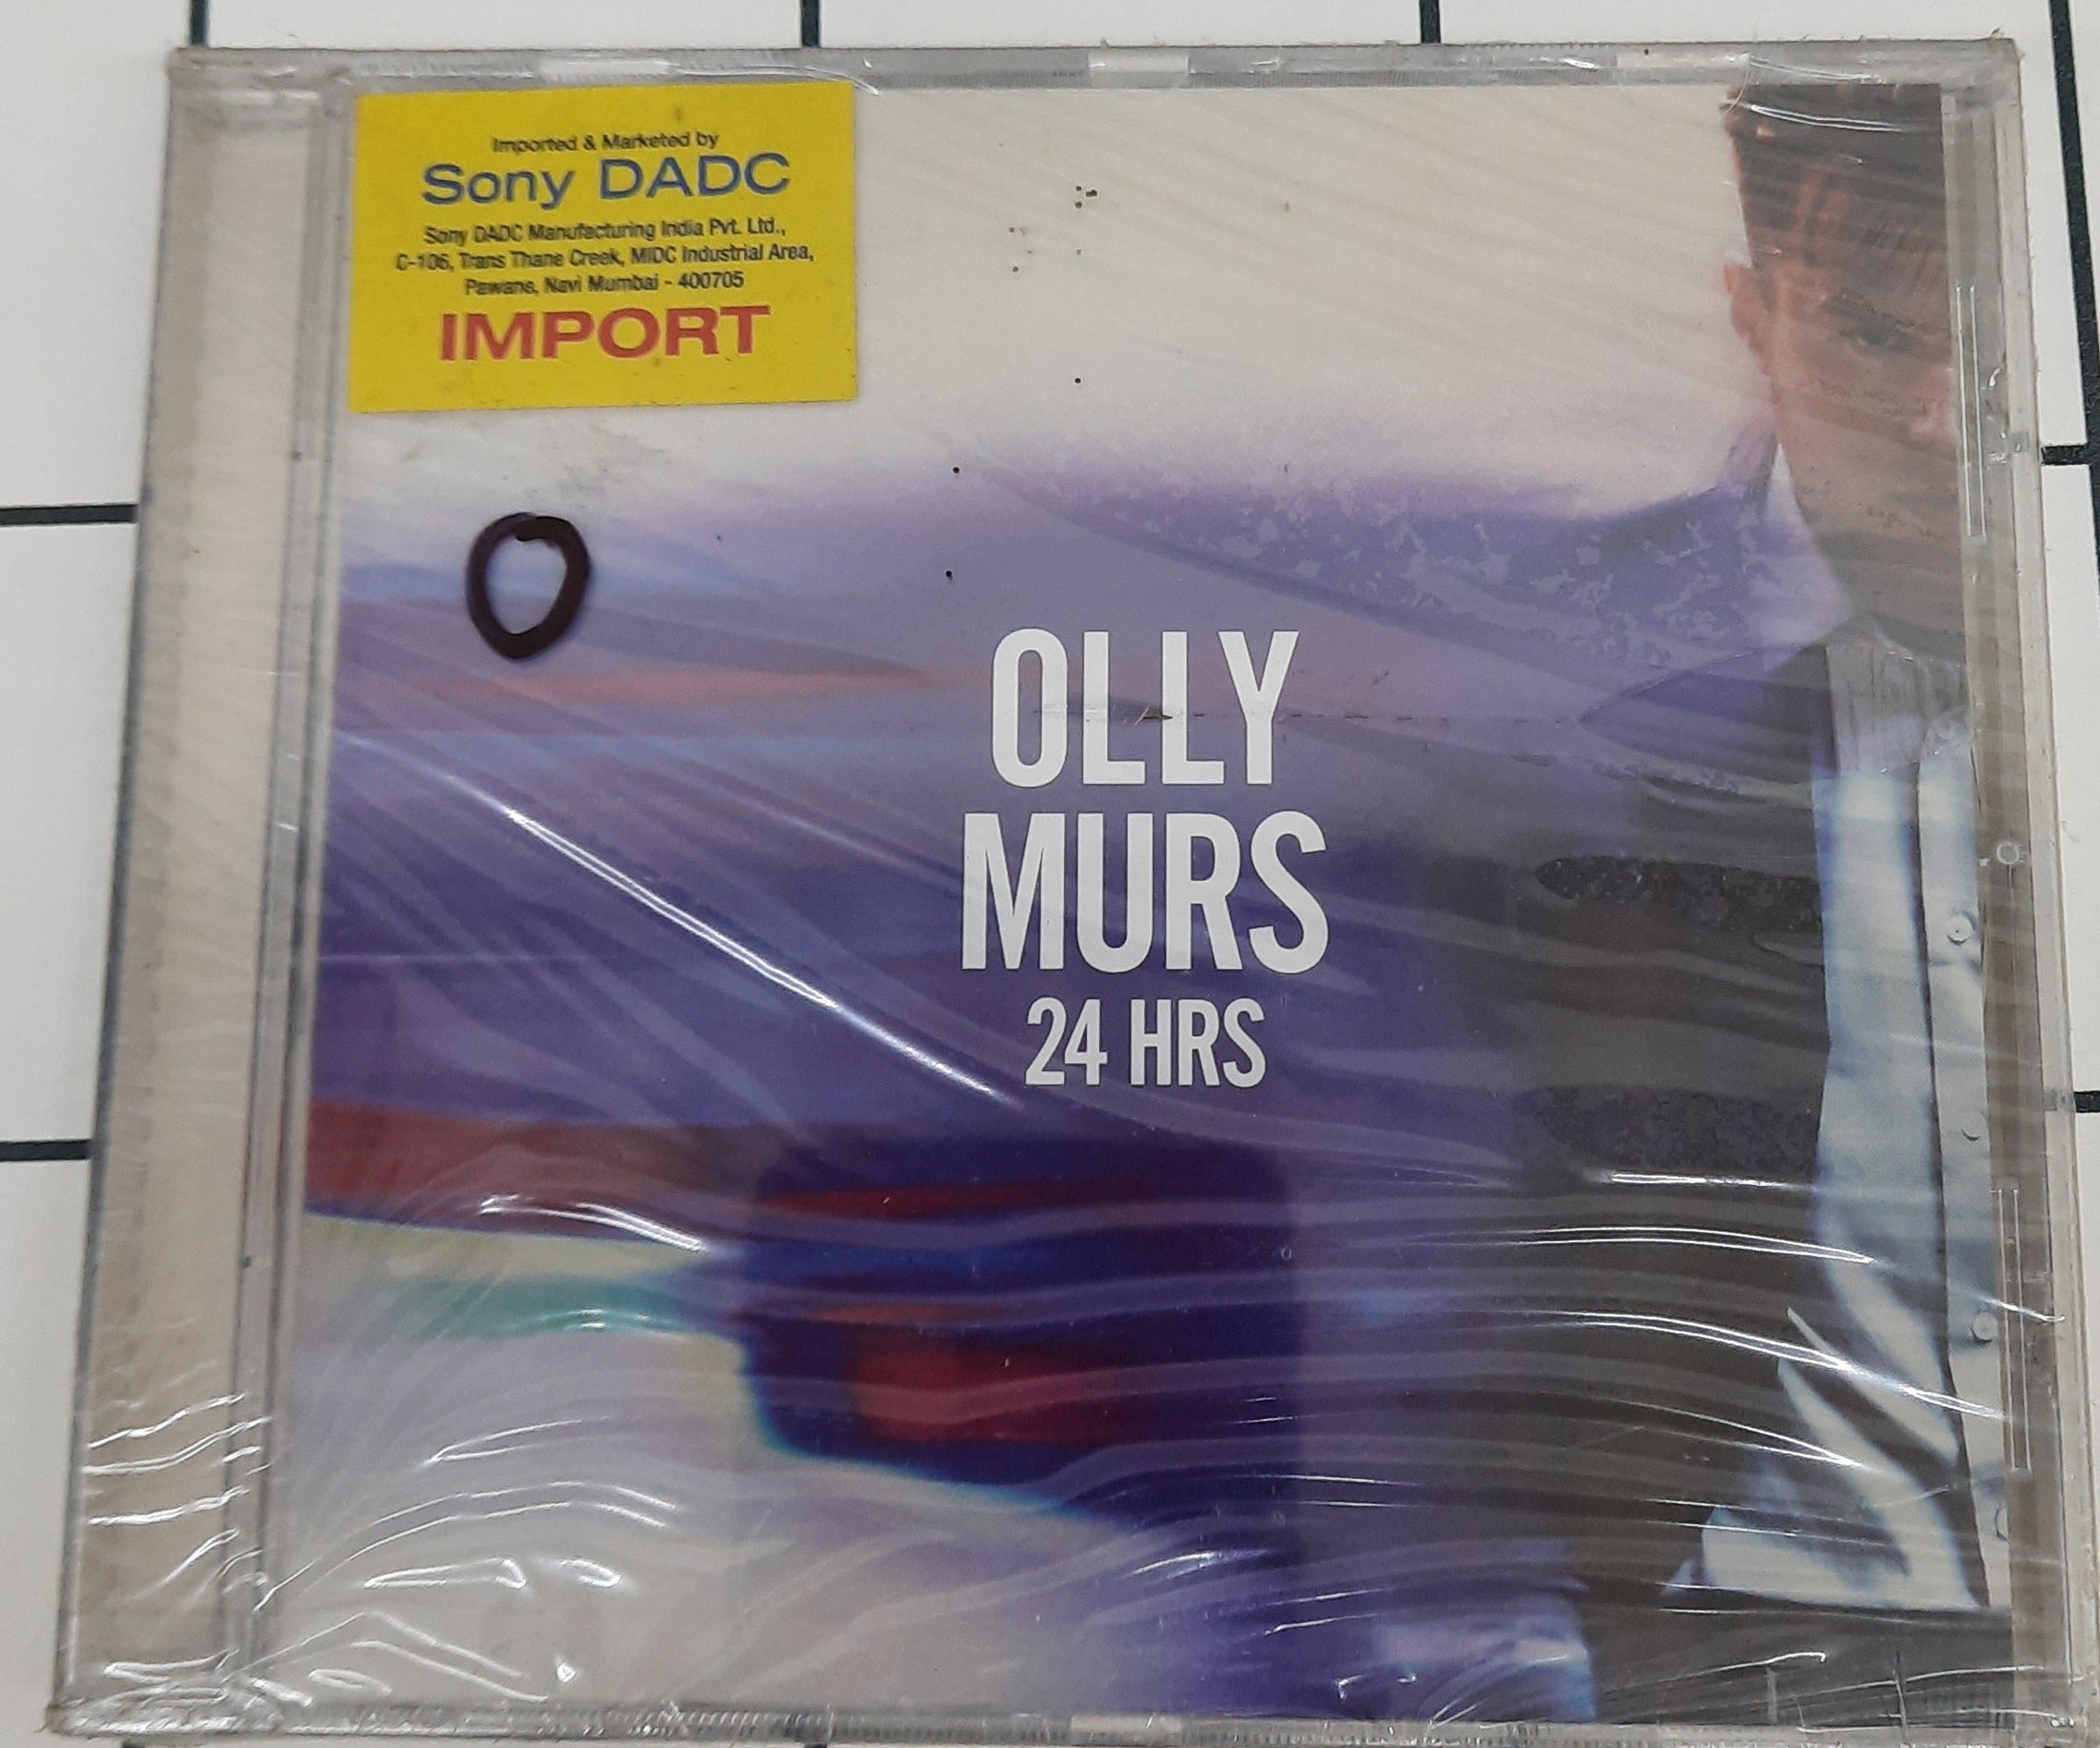 Imported & Marketed by
Sony DADC
Sony DADC Manufacturing India Pvt. Ltd.,
C-106, Trans Thane Creek, MIDC Industrial Area,
Pawane, Navi Mumbai - 400705
IMPORT
O
OLLY
MURS
24 HRS